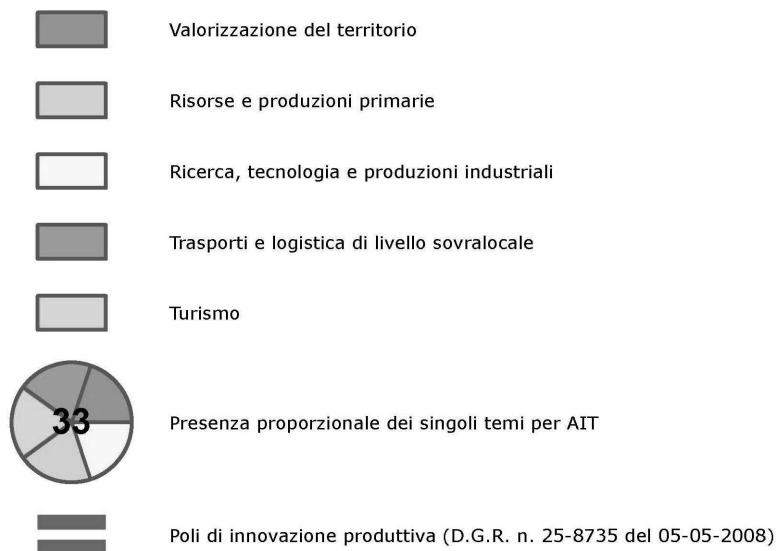 Valorizzazione del territorio
Risorse e produzioni primarie
Ricerca, tecnologia e produzioni industriali
Trasporti e logistica di livello sovralocale
Turismo
33
Presenza proporzionale dei singoli temi per AIT
Poli di innovazione produttiva (D.G.R. n. 25-8735 del 05-05-2008)